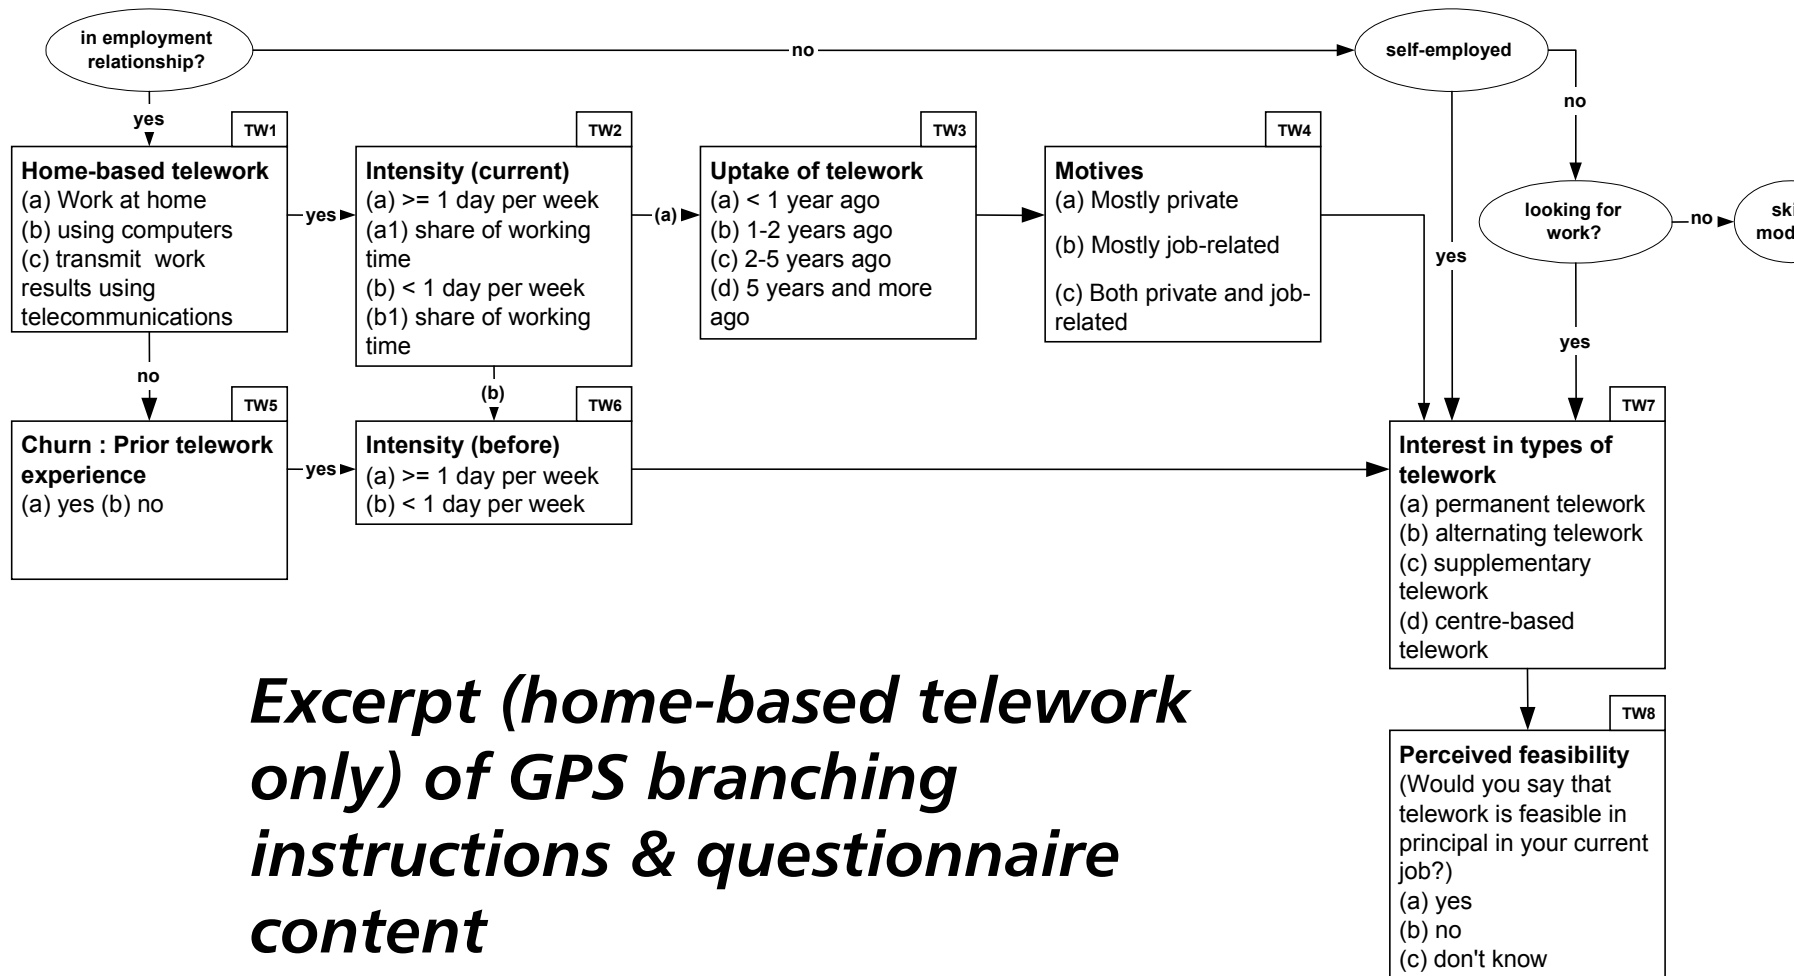 in employment
relationship?
no
self-employed
yes
no
TW1
Home-based telework
(a) Work at home
(b) using computers
(c) transmit  work
results using
telecommunications
yes
TW2
Intensity (current)
(a) >= 1 day per week
(a1) share of working
time
(b) < 1 day per week
(b1) share of working
time
(a)
TW3
Uptake of telework
(a) < 1 year ago
(b) 1-2 years ago
(c) 2-5 years ago
(d) 5 years and more
ago
TW4
Motives
(a) Mostly private
(b) Mostly job-related
(c) Both private and job-
related
yes
looking for
work?
no
yes
no
(b)
TW5
Churn : Prior telework
experience
(a) yes (b) no
yes
TW6
Intensity (before)
(a) >= 1 day per week
(b) < 1 day per week
TW7
Interest in types of
telework
(a) permanent telework
(b) alternating telework
(c) supplementary
telework
(d) centre-based
telework
TW8
Perceived feasibility
(Would you say that
telework is feasible in
principal in your current
job?)
(a) yes
(b) no
(c) don't know
Excerpt (home-based telework
only) of GPS branching
instructions & questionnaire
content